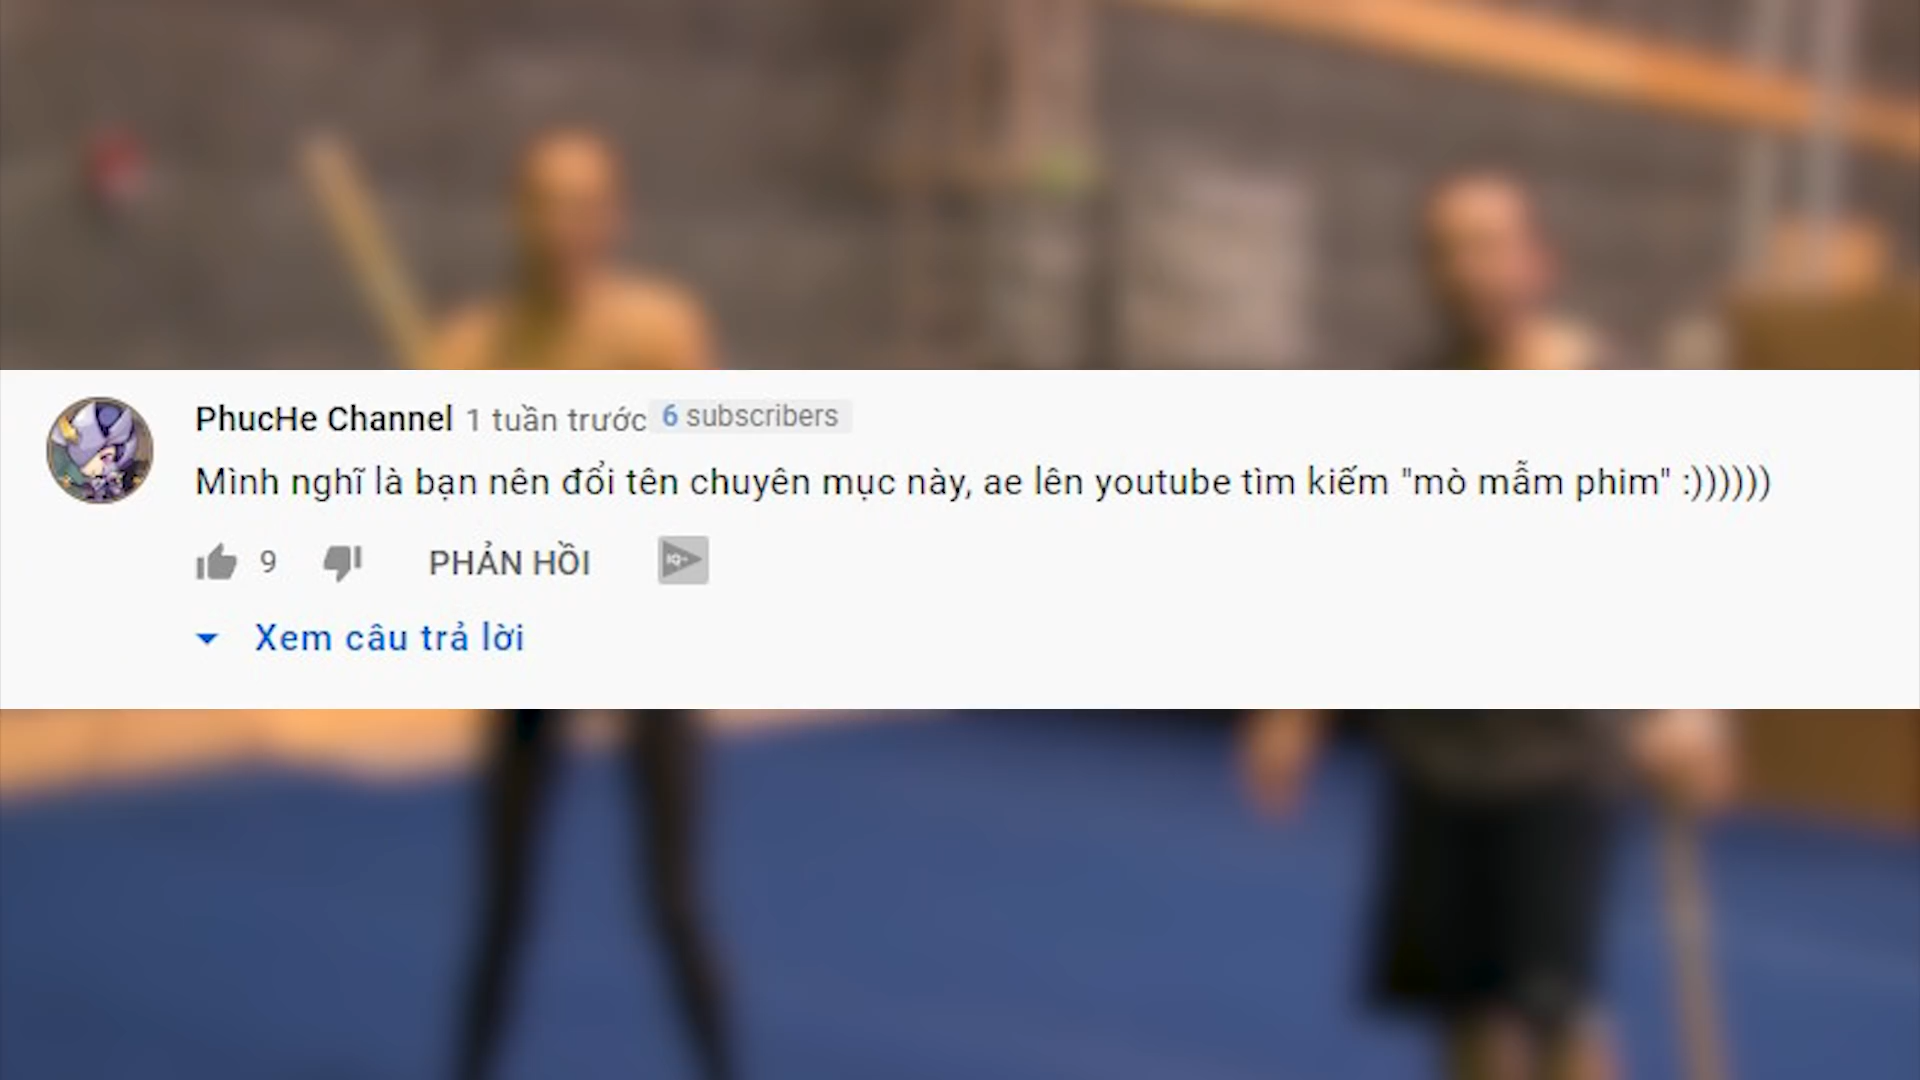 PhucHe Channel 1 tuần trước 6 subscribers
Mình nghĩ là bạn nên đổi tên chuyên mục này, ae lên youtube tìm kiếm "mò mẫm phim" :))))))
9 PHẢN HỒI IQ+
Xem câu trả lời